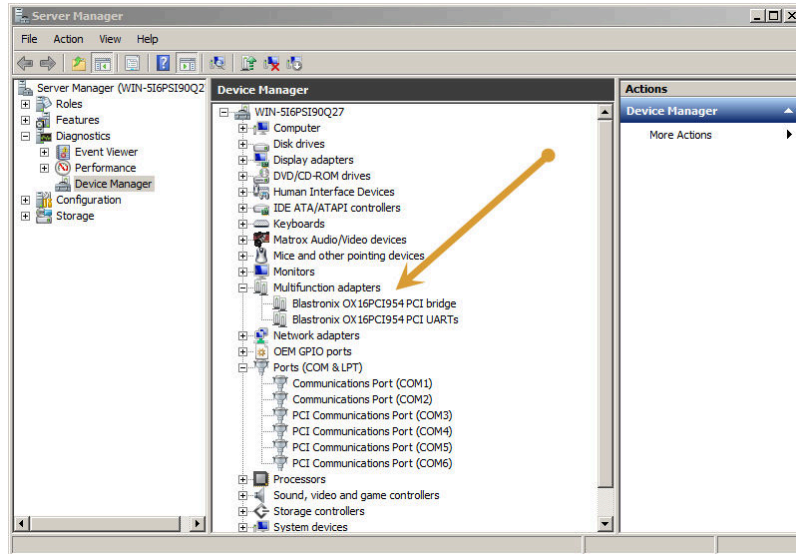 Server Manager
File Action View Help
Server Manager (WIN-5I6PSI90Q2
Roles
Features
Diagnostics
Event Viewer
Performance
Device Manager
Configuration
Storage
Device Manager
WIN-5I6PSI90Q27
Computer
Disk drives
Display adapters
DVD/CD-ROM drives
Human Interface Devices
IDE ATA/ATAPI controllers
Keyboards
Matrox Audio/Video devices
Mice and other pointing devices
Monitors
Multifunction adapters
Blastronix OX16PCI954 PCI bridge
Blastronix OX16PCI954 PCI UARTs
Network adapters
OEM GPIO ports
Ports (COM & LPT)
Communications Port (COM1)
Communications Port (COM2)
PCI Communications Port (COM3)
PCI Communications Port (COM4)
PCI Communications Port (COM5)
PCI Communications Port (COM6)
Processors
Sound, video and game controllers
Storage controllers
System devices
Actions
Device Manager
More Actions